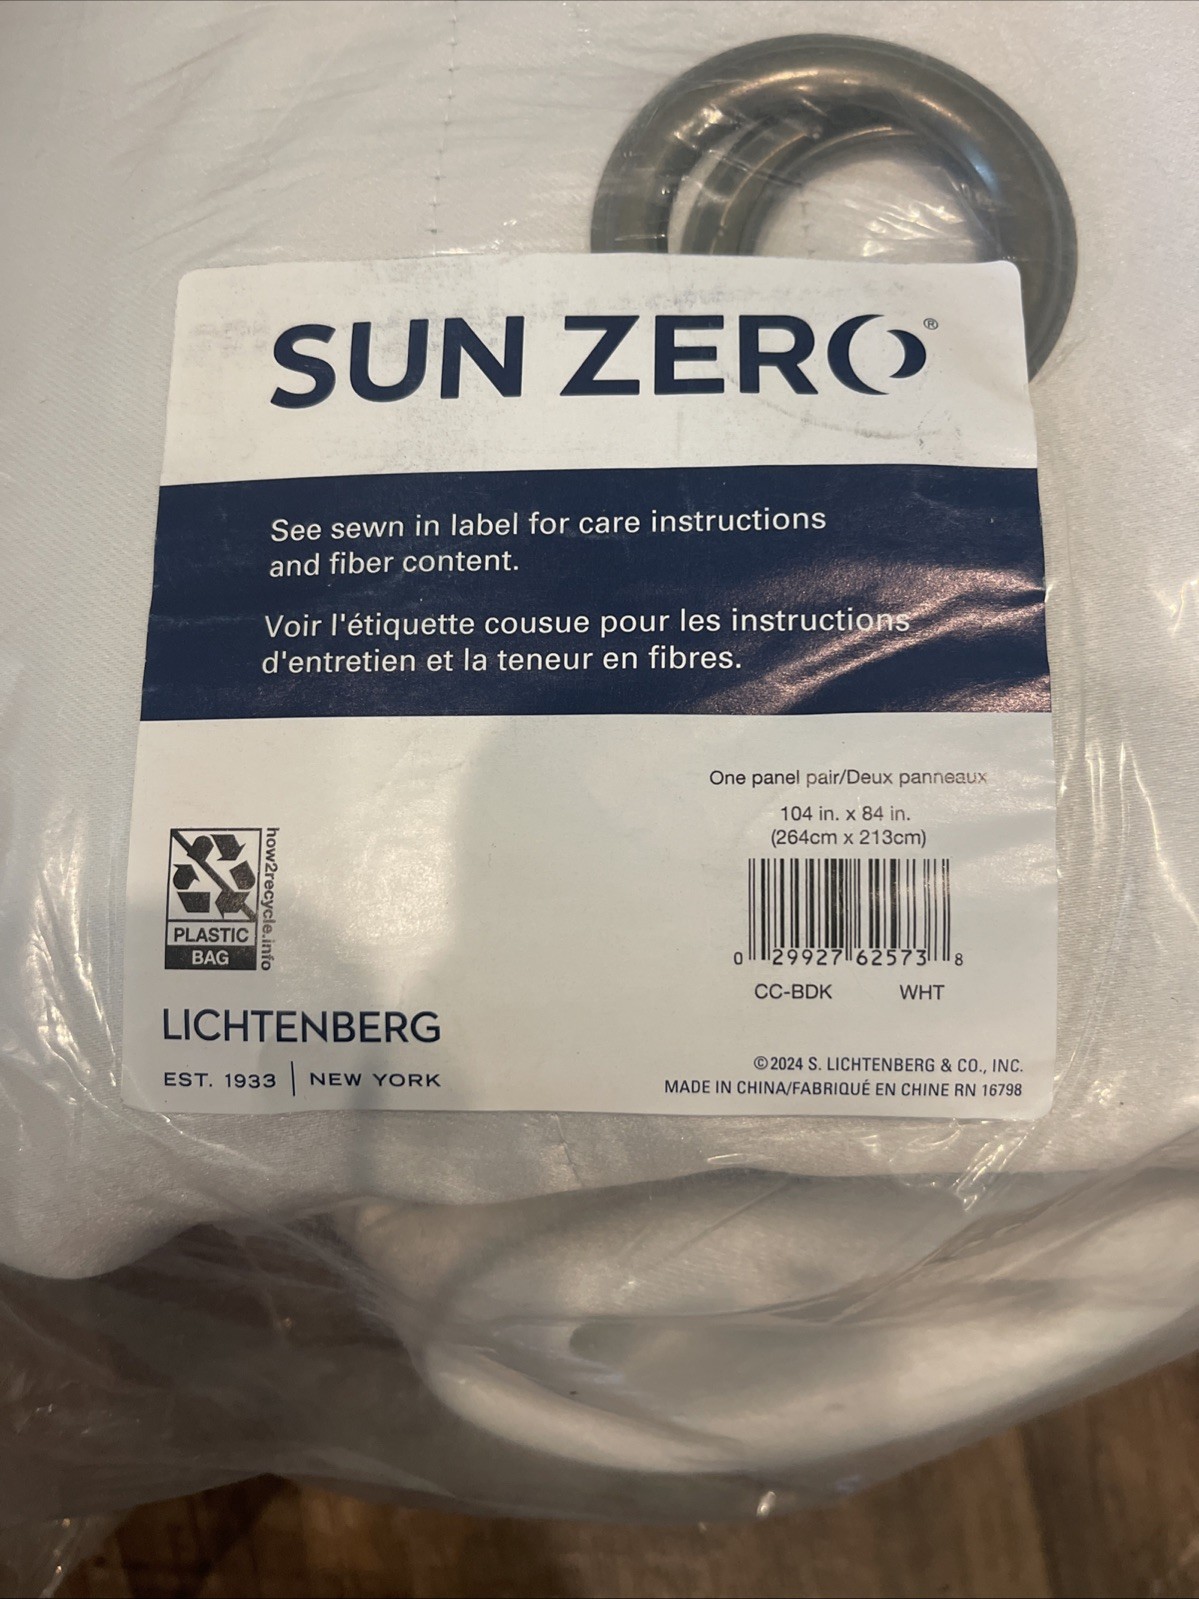 SUN ZERO®
See sewn in label for care instructions
and fiber content.
Voir l'étiquette cousue pour les instructions
d'entretien et la teneur en fibres.
One panel pair/Deux panneaux
104 in. x 84 in.
(264cm x 213cm)
0 29927 62573 8
CC-BDK WHT
how2recycle.info
PLASTIC
BAG
LICHTENBERG
EST. 1933 | NEW YORK
©2024 S. LICHTENBERG & CO., INC.
MADE IN CHINA/FABRIQUÉ EN CHINE RN 16798